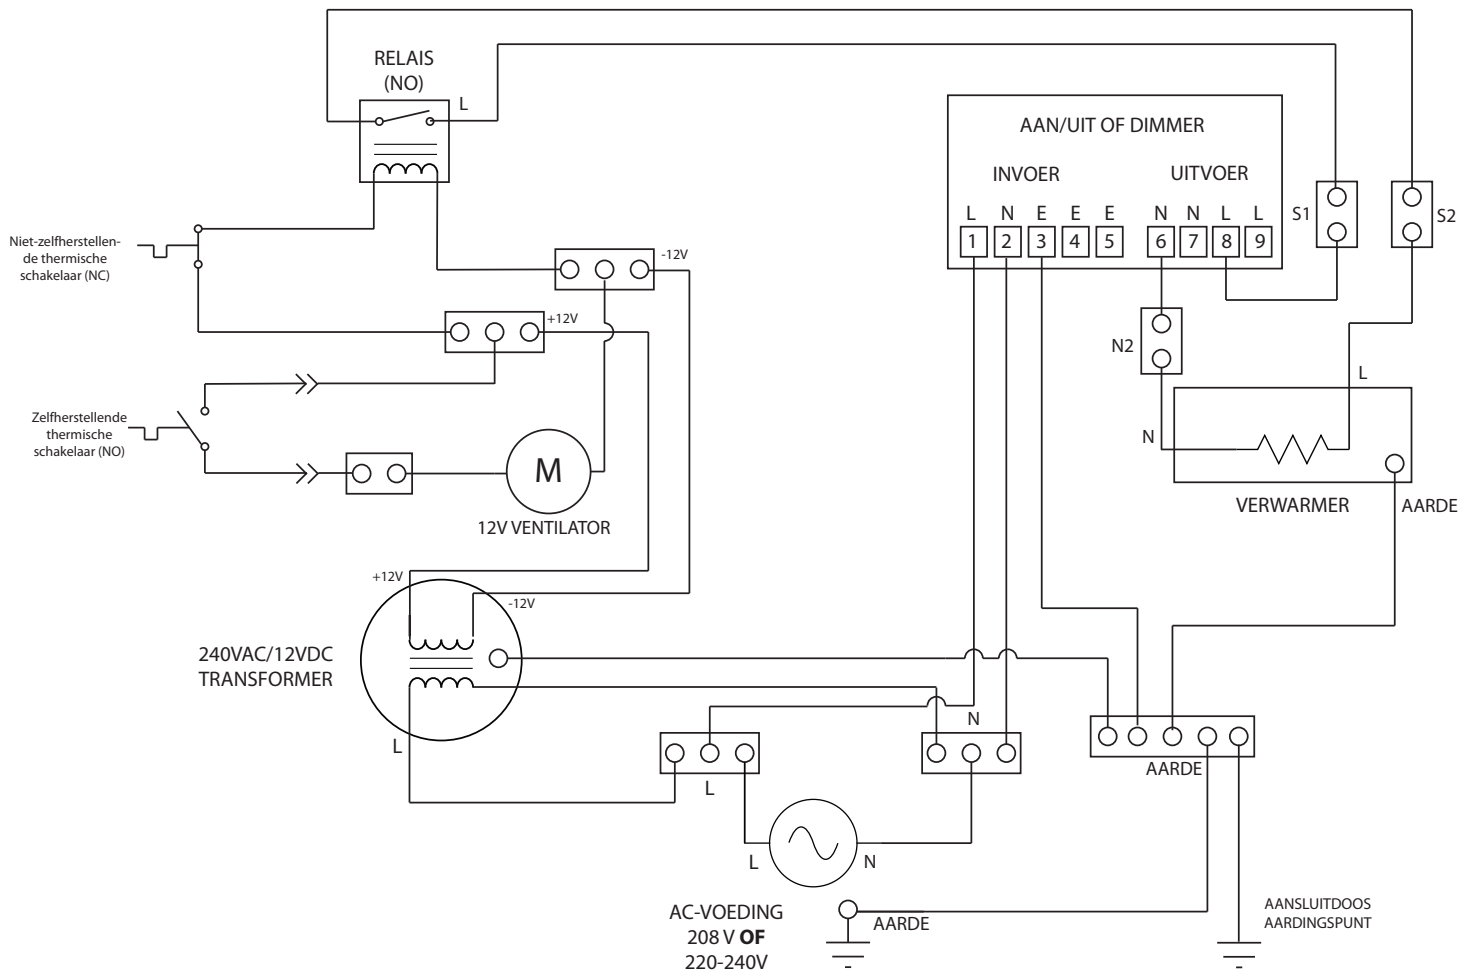 RELAIS
(NO)
L
AAN/UIT OF DIMMER
INVOER
UITVOER
L N E E E N N L L
1 2 3 4 5 6 7 8 9
S1
S2
Niet-zelfherstellen-
de thermische
schakelaar (NC)
-12V
+12V
N2
L
N
Zelfherstellende
thermische
schakelaar (NO)
M
12V VENTILATOR
VERWARMER
AARDE
+12V
-12V
240VAC/12VDC
TRANSFORMER
L
N
L
AARDE
L
N
AC-VOEDING
208 V OF
220-240V
AARDE
AANSLUITDOOS
AARDINGSPUNT